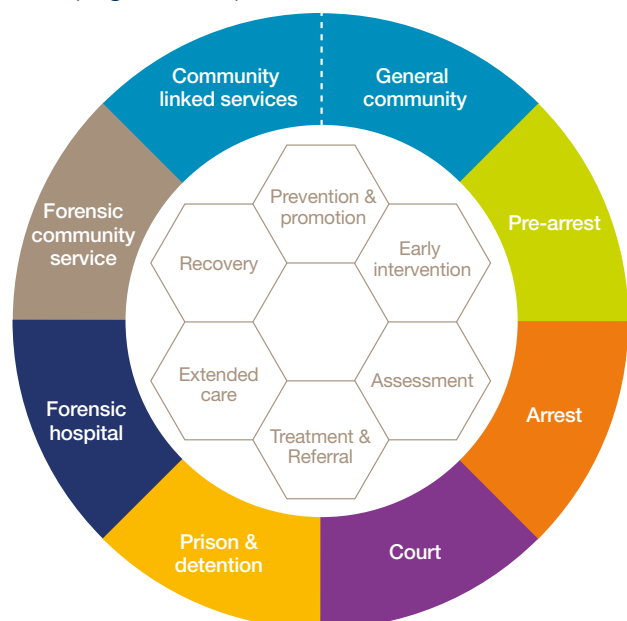 Community
linked services
General
community
Pre-arrest
Arrest
Court
Prison &
detention
Forensic
hospital
Forensic
community
service
Prevention &
promotion
Early
intervention
Assessment
Treatment &
Referral
Extended
care
Recovery